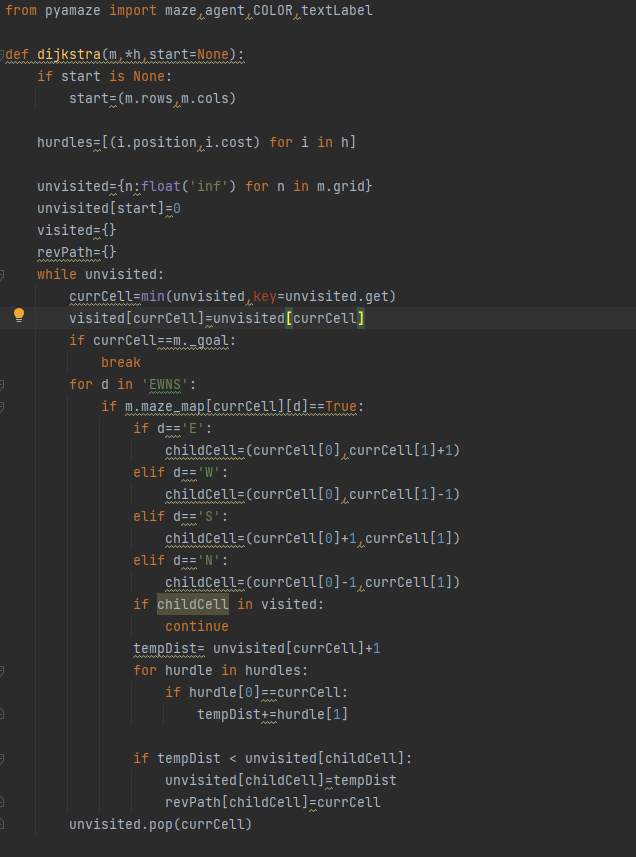 from pyamaze import maze,agent,COLOR,textLabel
def dijkstra(m,*h,start=None):
    if start is None:
        start=(m.rows,m.cols)
    hurdles=[(i.position,i.cost) for i in h]
    unvisited={n:float('inf') for n in m.grid}
    unvisited[start]=0
    visited={}
    revPath={}
    while unvisited:
        currCell=min(unvisited,key=unvisited.get)
        visited[currCell]=unvisited[currCell]
        if currCell==m._goal:
            break
        for d in 'EWNS':
            if m.maze_map[currCell][d]==True:
                if d=='E':
                    childCell=(currCell[0],currCell[1]+1)
                elif d=='W':
                    childCell=(currCell[0],currCell[1]-1)
                elif d=='S':
                    childCell=(currCell[0]+1,currCell[1])
                elif d=='N':
                    childCell=(currCell[0]-1,currCell[1])
                if childCell in visited:
                    continue
                tempDist= unvisited[currCell]+1
                for hurdle in hurdles:
                    if hurdle[0]==currCell:
                        tempDist+=hurdle[1]
                if tempDist < unvisited[childCell]:
                    unvisited[childCell]=tempDist
                    revPath[childCell]=currCell
        unvisited.pop(currCell)